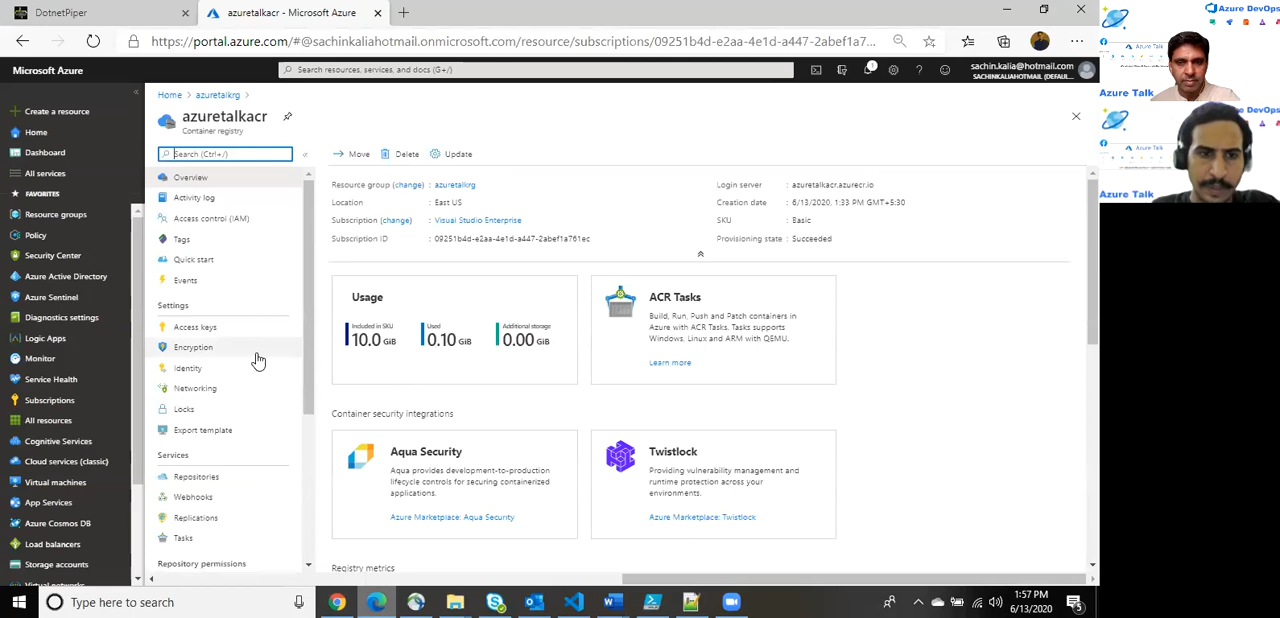 DotnetPiper
azuretalkacr - Microsoft Azure
https://portal.azure.com/#@sachinkaliahotmail.onmicrosoft.com/resource/subscriptions/09251b4d-e2aa-4e1d-a447-2abef1a7...
Microsoft Azure
Search resources, services, and docs (G+/)
1
sachin.kalia@hotmail.com
SACHINKALIAHOTMAIL (DEFAUL...
Create a resource
Home
Dashboard
All services
FAVORITES
Resource groups
Policy
Security Center
Azure Active Directory
Azure Sentinel
Diagnostics settings
Logic Apps
Monitor
Service Health
Subscriptions
All resources
Cognitive Services
Cloud services (classic)
Virtual machines
App Services
Azure Cosmos DB
Load balancers
Storage accounts
Virtual networks
Home > azuretalkrg >
azuretalkacr
Container registry
Search (Ctrl+/)
Overview
Activity log
Access control (IAM)
Tags
Quick start
Events
Settings
Access keys
Encryption
Identity
Networking
Locks
Export template
Services
Repositories
Webhooks
Replications
Tasks
Repository permissions
Move Delete Update
Resource group (change) : azuretalkrg
Location : East US
Subscription (change) : Visual Studio Enterprise
Subscription ID : 09251b4d-e2aa-4e1d-a447-2abef1a761ec
Login server : azuretalkacr.azurecr.io
Creation date : 6/13/2020, 1:33 PM GMT+5:30
SKU : Basic
Provisioning state : Succeeded
Usage
Included in SKU
10.0 GiB
Used
0.10 GiB
Additional storage
0.00 GiB
ACR Tasks
Build, Run, Push and Patch containers in
Azure with ACR Tasks. Tasks supports
Windows, Linux and ARM with QEMU.
Learn more
Container security integrations
Aqua Security
Aqua provides development-to-production
lifecycle controls for securing containerized
applications.
Azure Marketplace: Aqua Security
Twistlock
Providing vulnerability management and
runtime protection across your
environments.
Azure Marketplace: Twistlock
Registry metrics
Azure DevOps
Azure Talk
Azure Talk
Azure DevOps
Azure Talk
Azure Talk
Type here to search
1:57 PM
6/13/2020
5